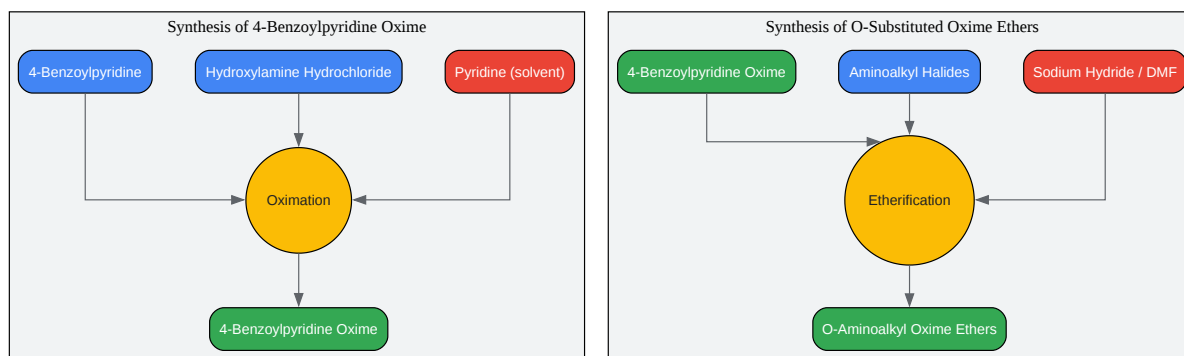 Synthesis of 4-Benzoylpyridine Oxime
4-Benzoylpyridine
Hydroxylamine Hydrochloride
Pyridine (solvent)
Oximation
4-Benzoylpyridine Oxime
Synthesis of O-Substituted Oxime Ethers
4-Benzoylpyridine Oxime
Aminoalkyl Halides
Sodium Hydride / DMF
Etherification
O-Aminoalkyl Oxime Ethers